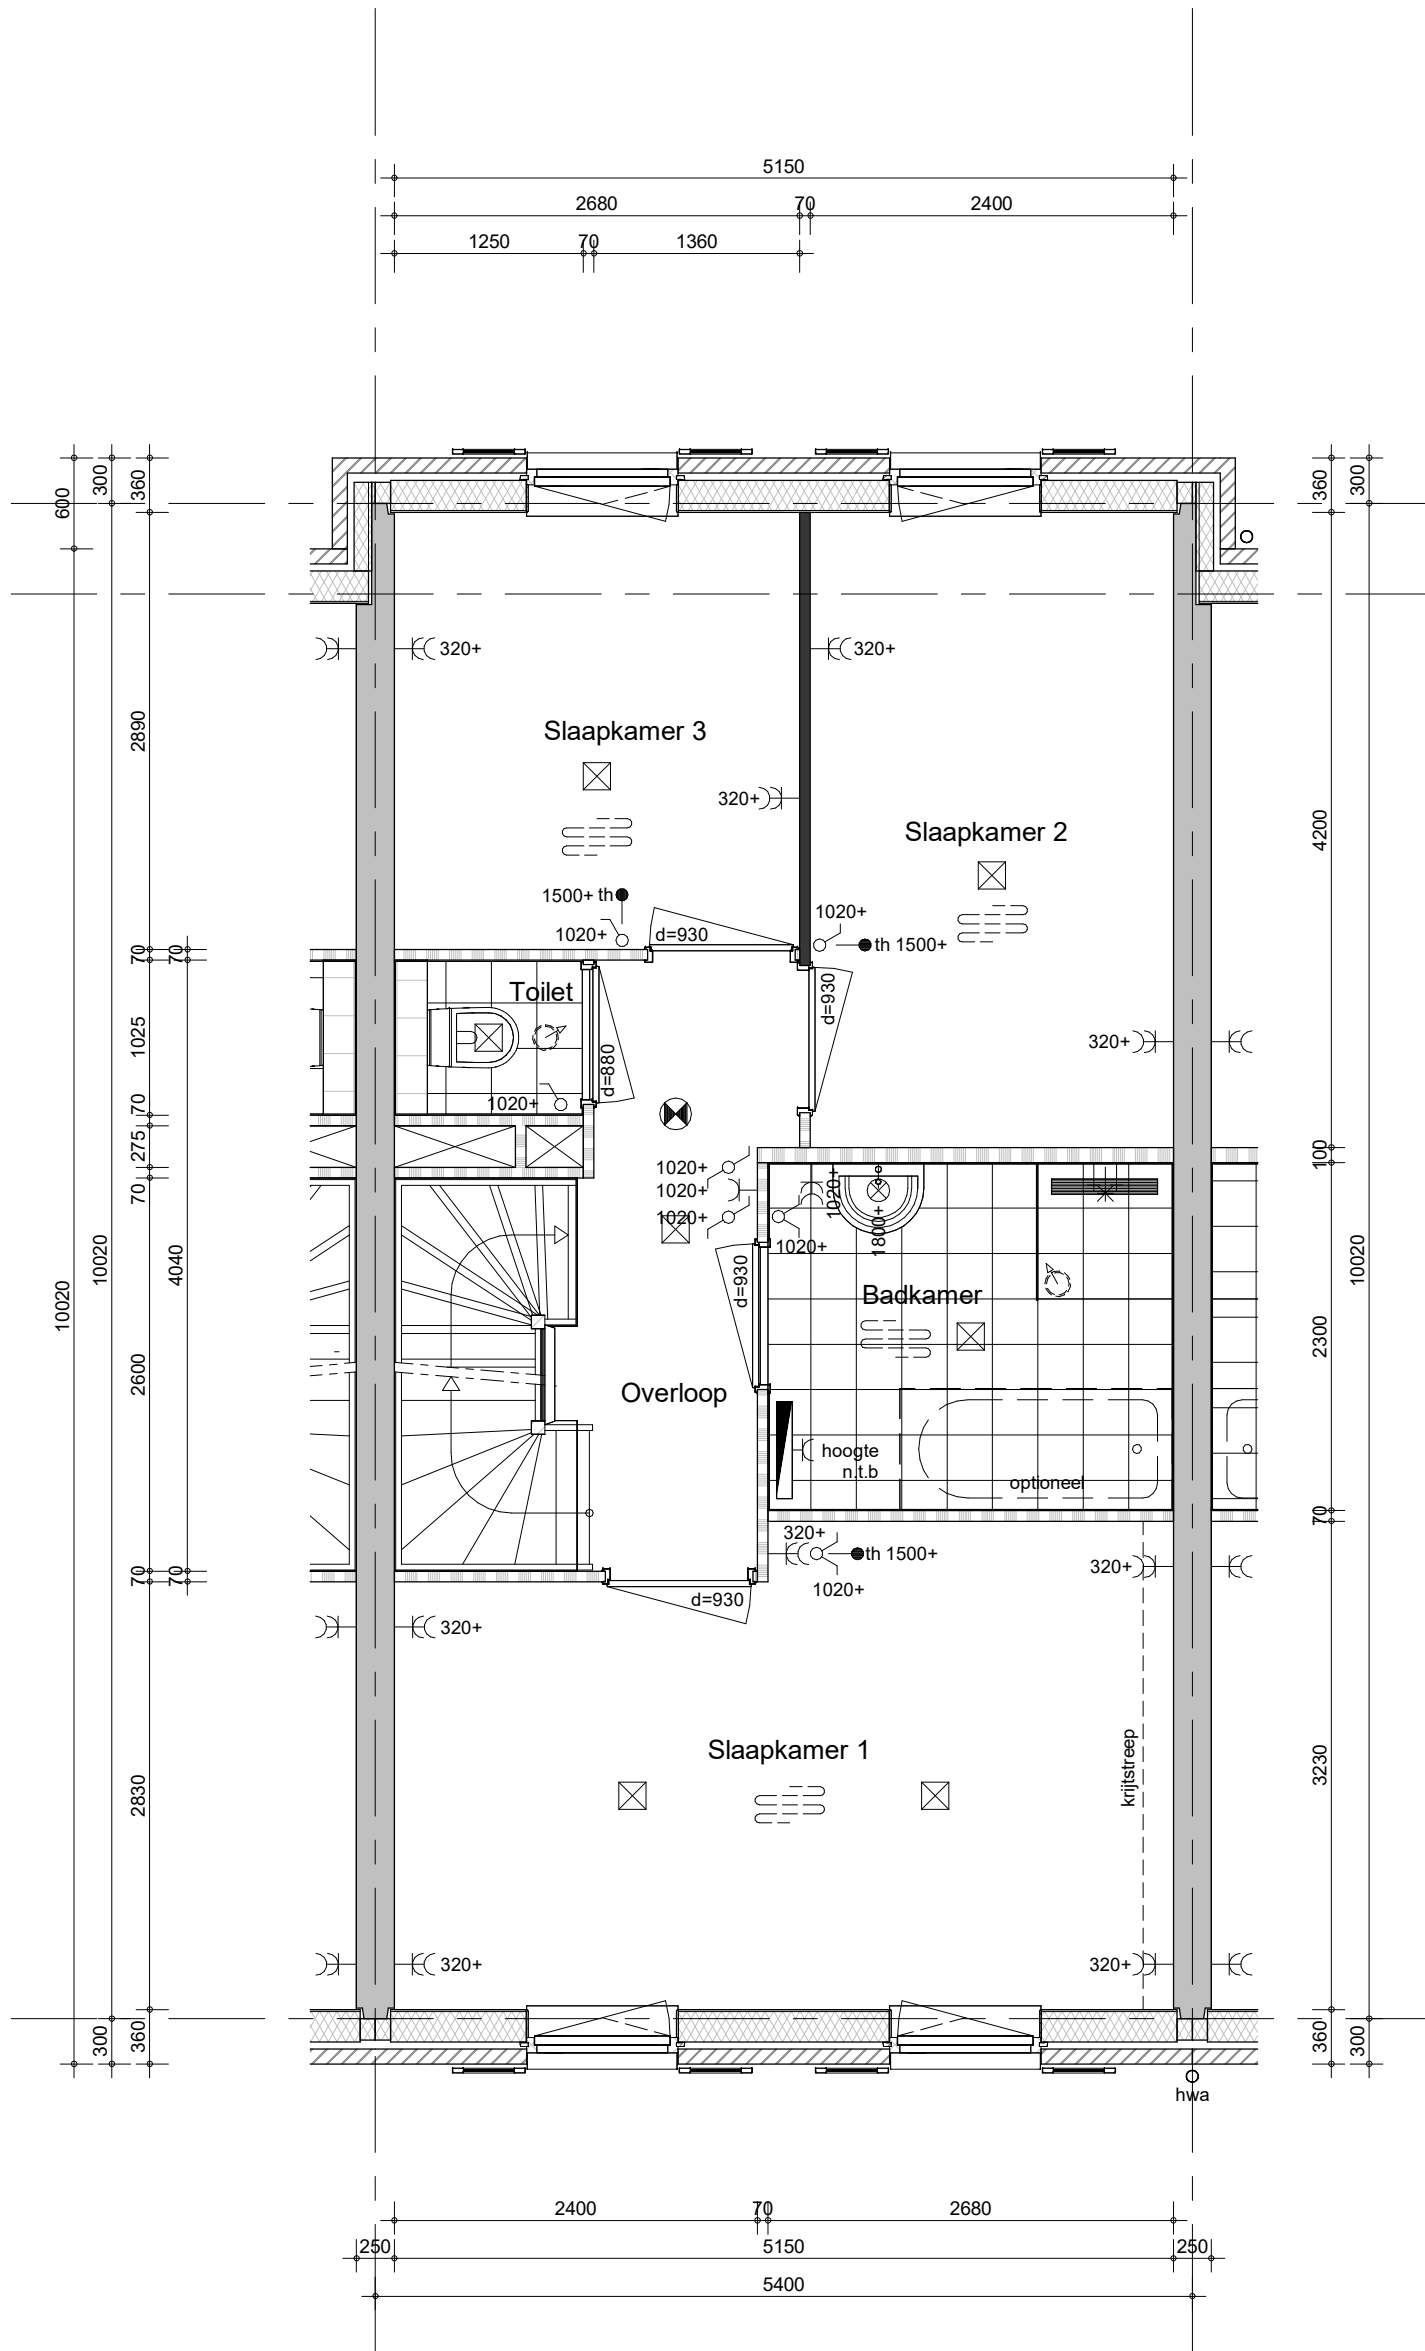 5150
2680 70 2400
1250 70 1360
600
300
360
360
300
320+
320+
2890
Slaapkamer 3
320+
Slaapkamer 2
4200
1500+ th
1020+
d=930
1020+
th 1500+
70
70
Toilet
d=930
1025
d=880
320+
1020+
70
275
70
1020+
1020+
1020+
1020+
1020+
1800+
100
10020
10020
4040
d=930
Badkamer
10020
2300
2600
Overloop
hoogte
n.t.b
optioneel
70
320+
th 1500+
1020+
320+
70
70
d=930
320+
Slaapkamer 1
krijtstreep
2830
3230
320+
320+
300
360
360
300
hwa
2400 70 2680
250 5150 250
5400